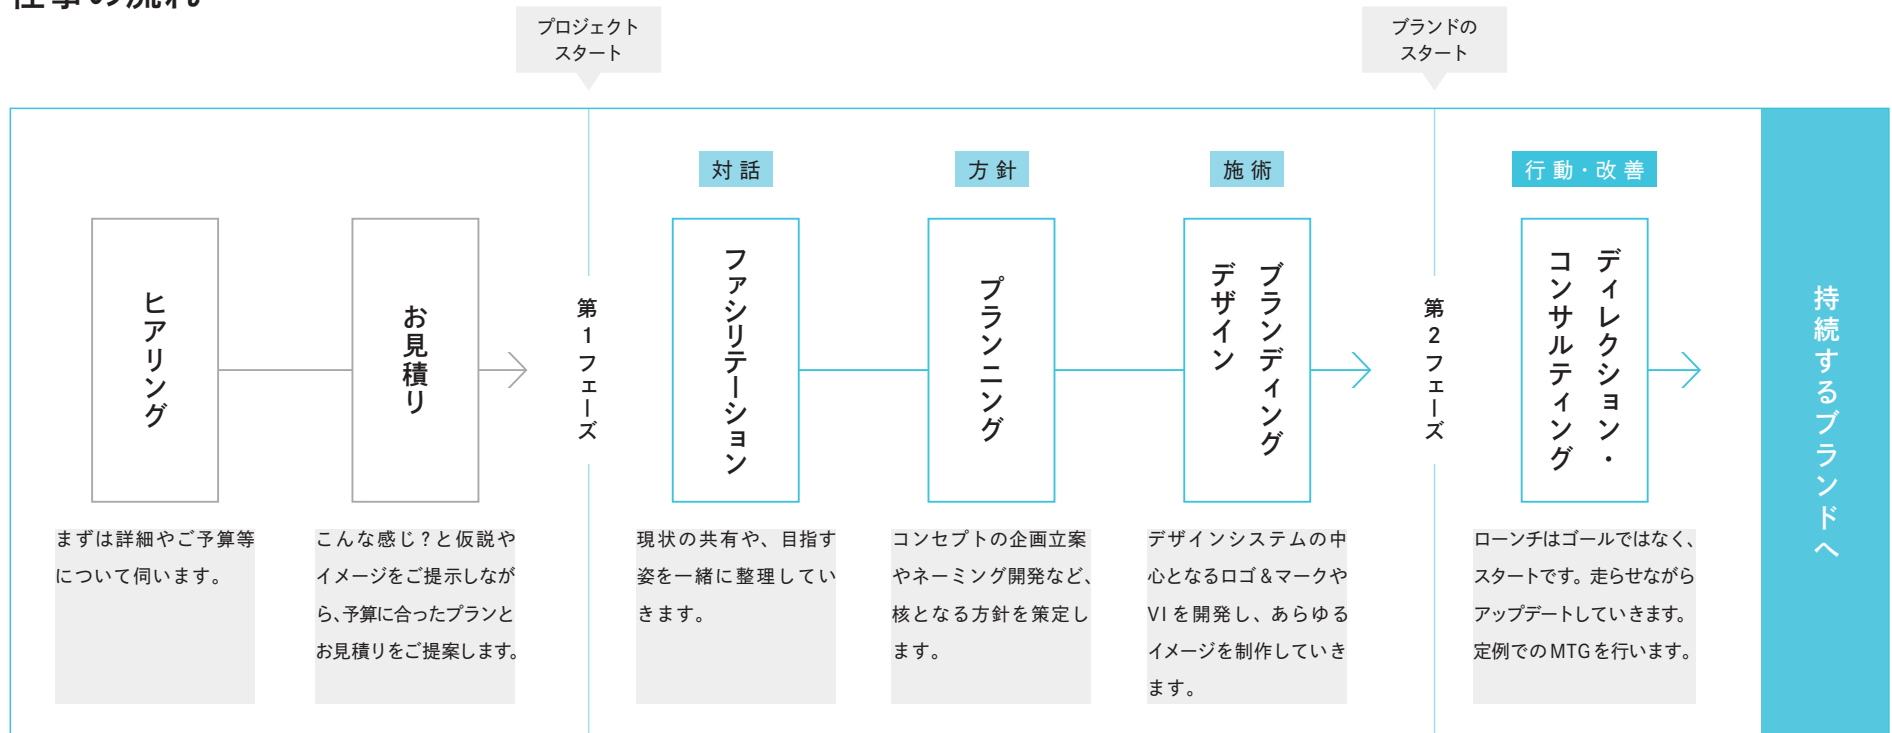 仕事の流れ
プロジェクト
スタート
ブランドの
スタート
ヒアリング
まずは詳細やご予算等
について伺います。
お見積り
こんな感じ?と仮説や
イメージをご提示しなが
ら、予算に合ったプランと
お見積りをご提案します。
第1フェーズ
対話
ファシリテーション
現状の共有や、目指す
姿を一緒に整理してい
きます。
方針
プランニング
コンセプトの企画立案
やネーミング開発など、
核となる方針を策定し
ます。
施術
ブランディング
デザイン
デザインシステムの中
心となるロゴ&マークや
VIを開発し、あらゆる
イメージを制作していき
ます。
第2フェーズ
行動・改善
ディレクション・
コンサルティング
ローンチはゴールではなく、
スタートです。走らせながら
アップデートしていきます。
定例でのMTGを行います。
持続するブランドへ